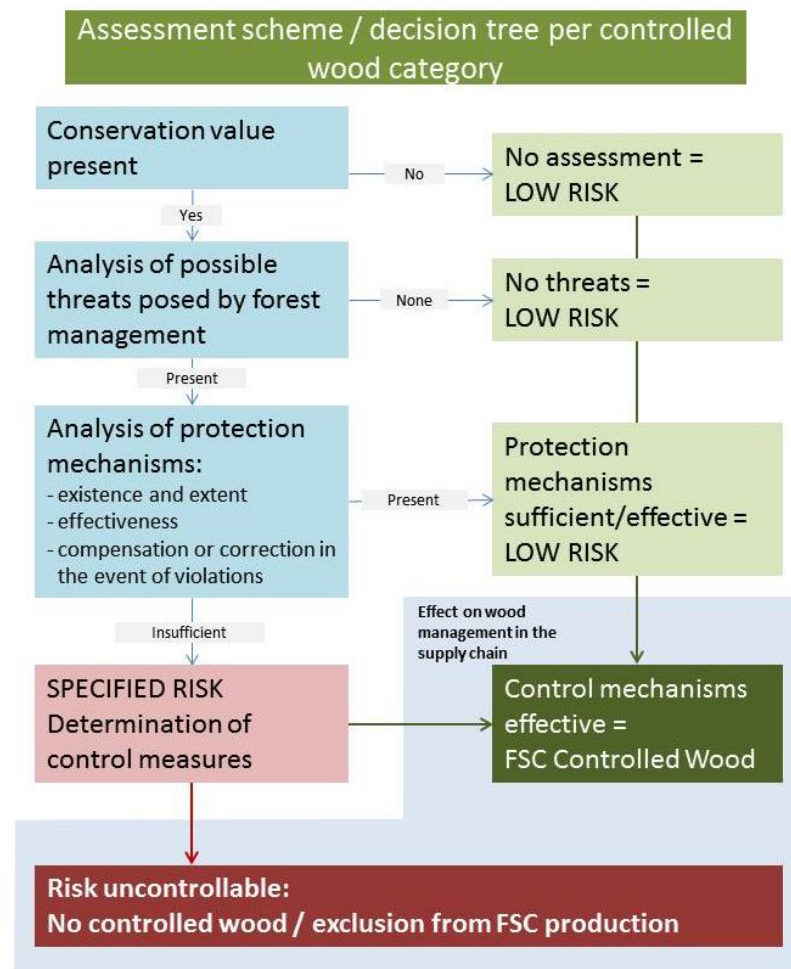 Assessment scheme / decision tree per controlled
wood category
Conservation value
present
No
No assessment =
LOW RISK
Yes
Analysis of possible
threats posed by forest
management
None
No threats =
LOW RISK
Present
Analysis of protection
mechanisms:
- existence and extent
- effectiveness
- compensation or correction in
the event of violations
Present
Protection
mechanisms
sufficient/effective =
LOW RISK
Insufficient
Effect on wood
management in the
supply chain
SPECIFIED RISK
Determination of
control measures
Control mechanisms
effective =
FSC Controlled Wood
Risk uncontrollable:
No controlled wood / exclusion from FSC production